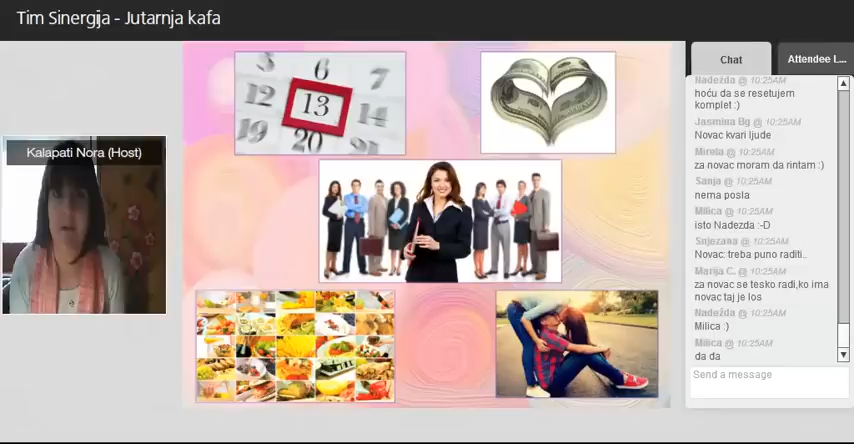 Tim Sinergija - Jutarnja kafa
Kalapati Nora (Host)
5 6 7
12 13 14
19 20 21
Chat
Attendee L...
Nadežda @ 10:25AM
hoću da se resetujem
komplet :)
Jasmina Bg @ 10:25AM
Novac kvari ljude
Mirela @ 10:25AM
za novac moram da rintam :)
Sanja @ 10:25AM
nema posla
Milica @ 10:25AM
isto Nadezda :-D
Snjezana @ 10:25AM
Novac: treba puno raditi..
Marija C. @ 10:25AM
za novac se tesko radi,ko ima
novac taj je los
Nadežda @ 10:25AM
Milica :)
Milica @ 10:25AM
da da
Send a message